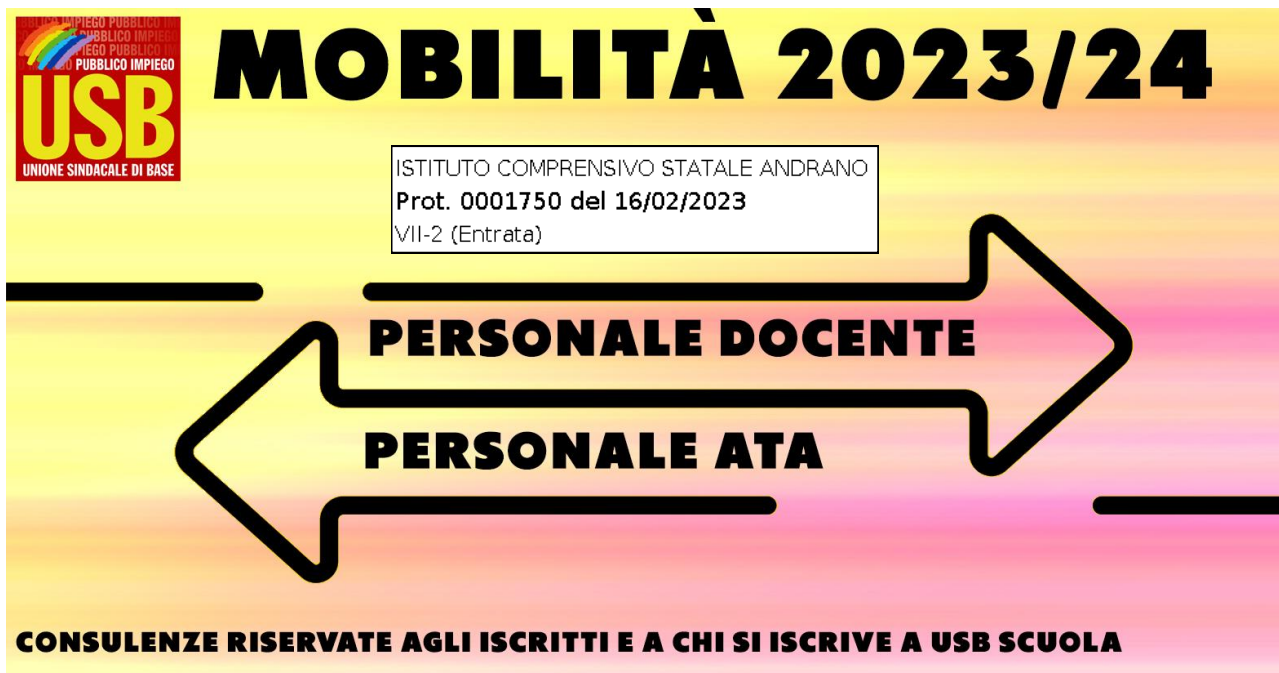 PUBBLICO IMPIEGO
USB
UNIONE SINDACALE DI BASE
MOBILITÀ 2023/24
ISTITUTO COMPRENSIVO STATALE ANDRANO
Prot. 0001750 del 16/02/2023
VII-2 (Entrata)
PERSONALE DOCENTE
PERSONALE ATA
CONSULENZE RISERVATE AGLI ISCRITTI E A CHI SI ISCRIVE A USB SCUOLA